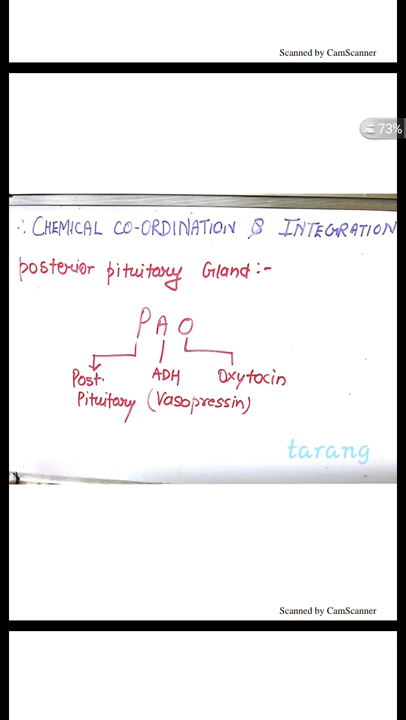 Scanned by CamScanner
73%
∴ CHEMICAL CO-ORDINATION & INTEGRATION
posterior pituitary Gland :-
PAO
Post. ADH Oxytocin
Pituitary (Vasopressin)
tarang
Scanned by CamScanner